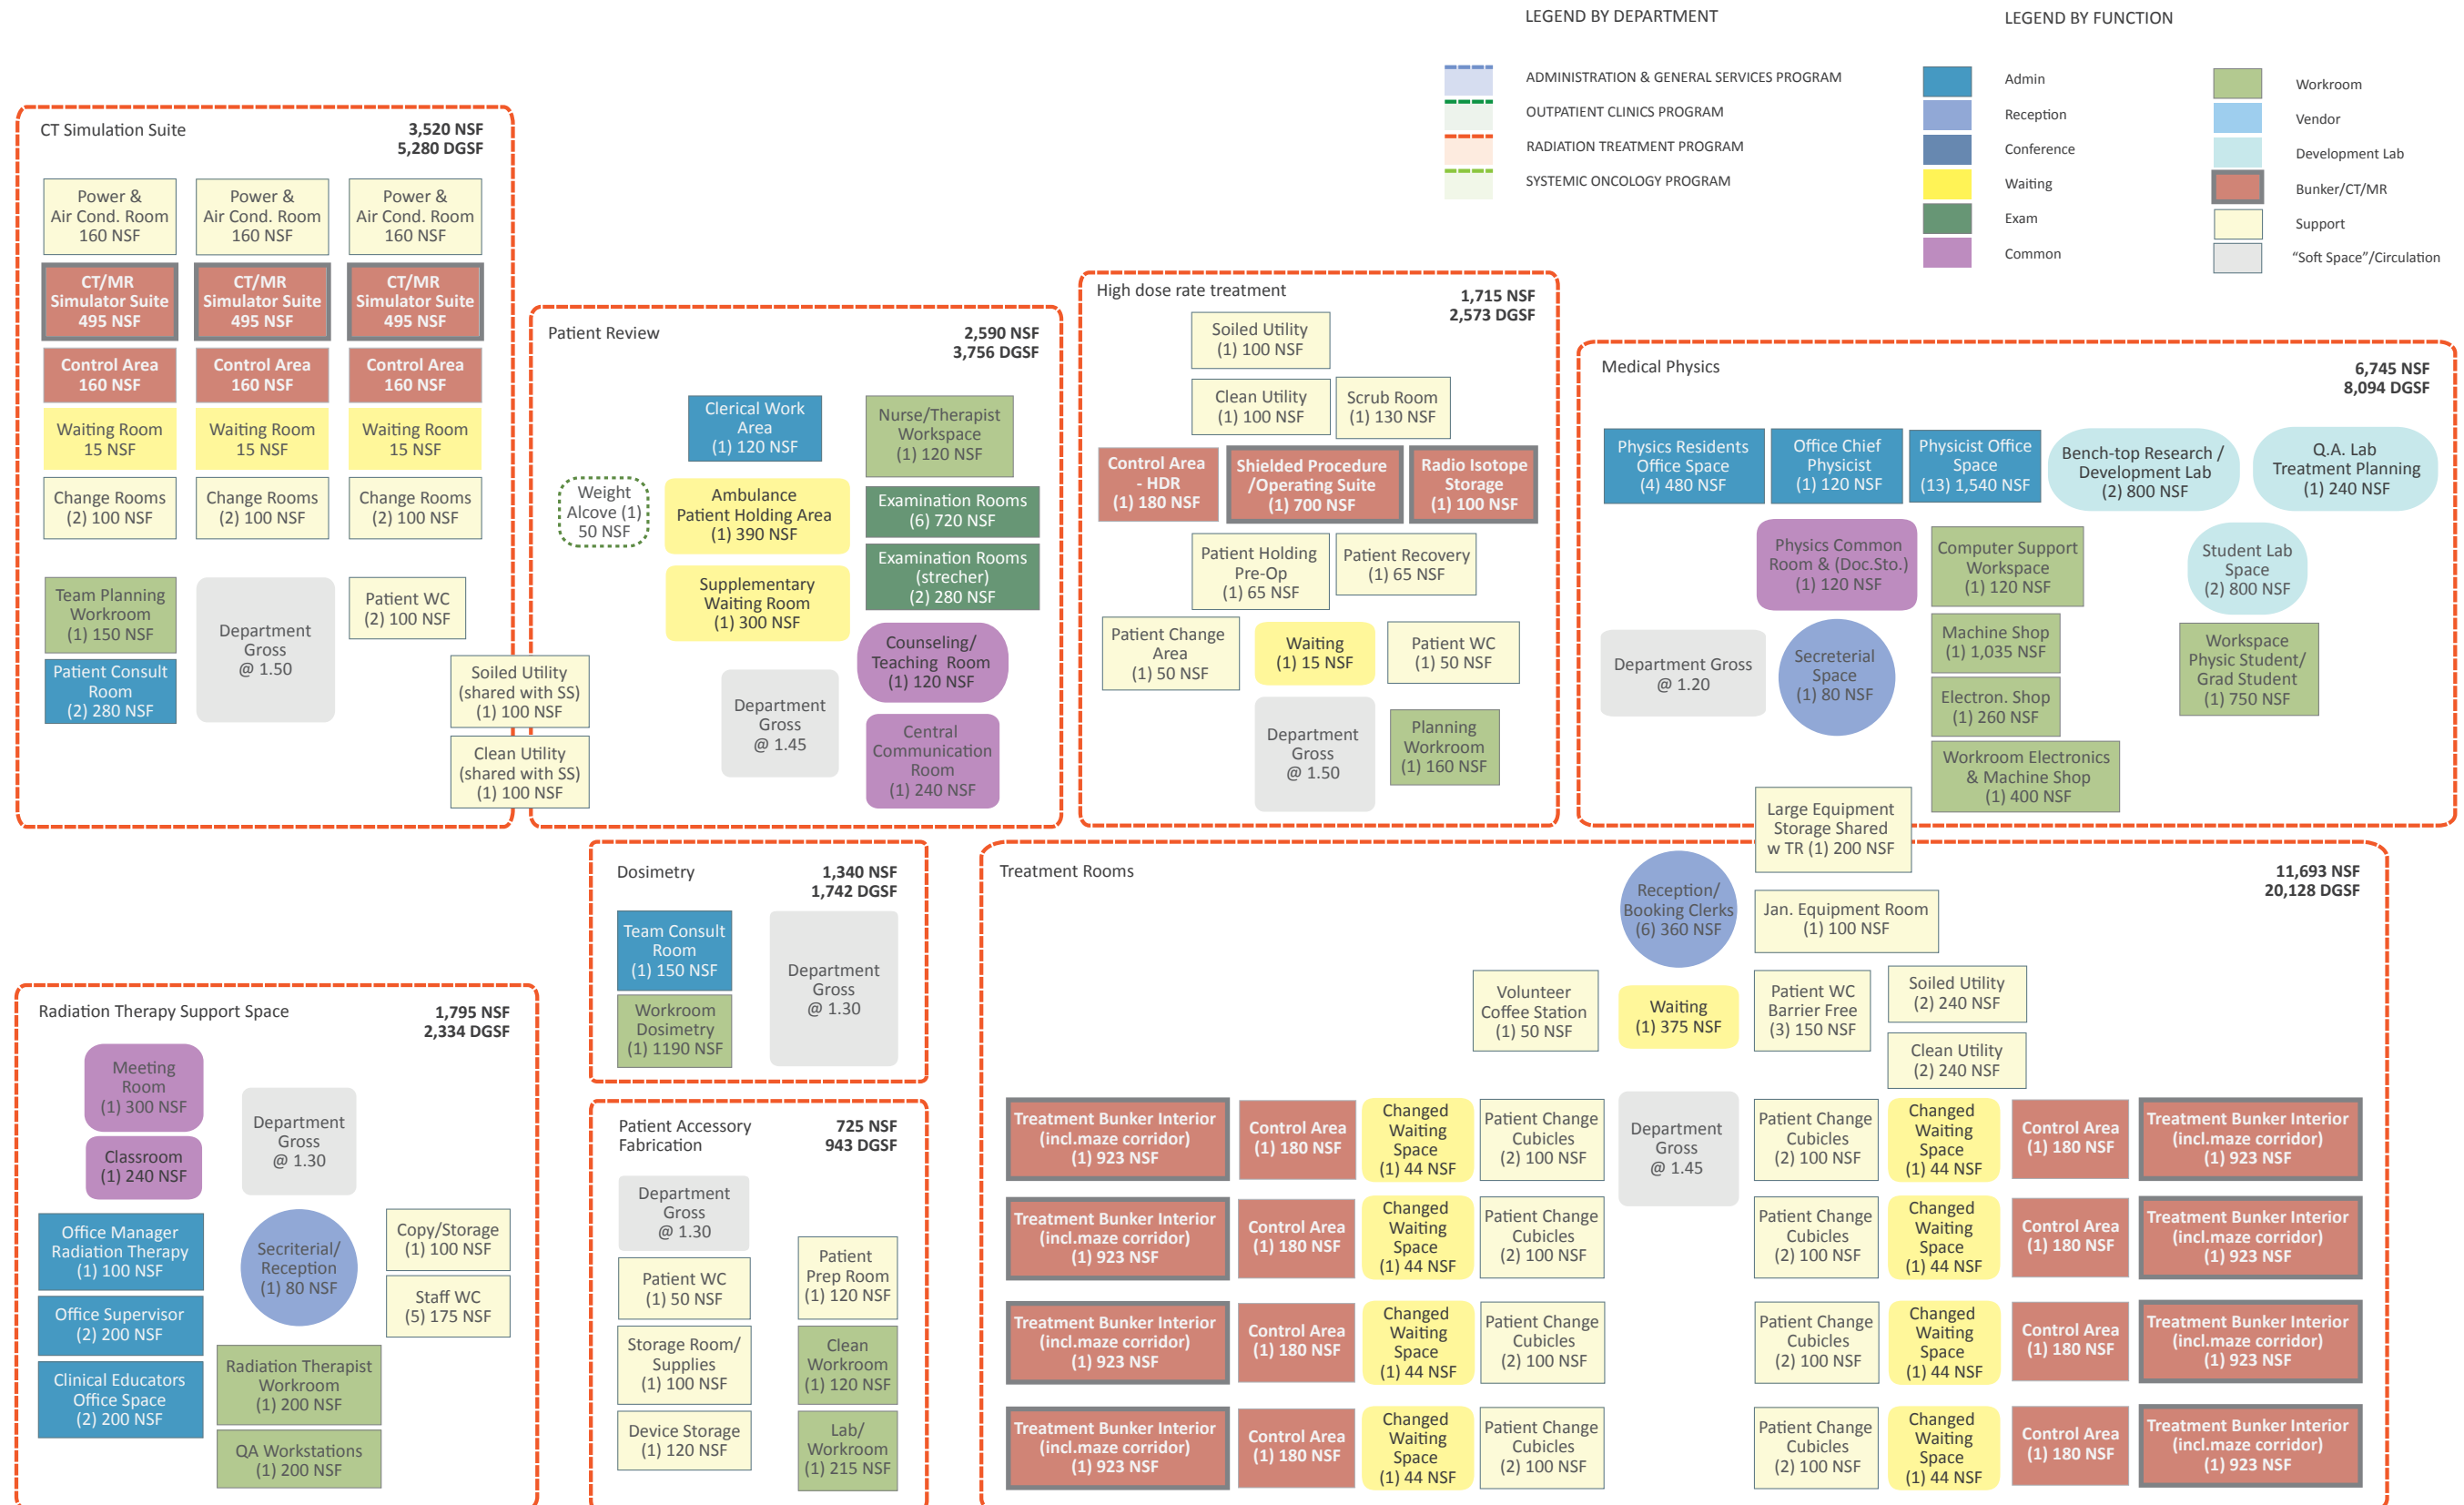 LEGEND BY DEPARTMENT
ADMINISTRATION & GENERAL SERVICES PROGRAM
OUTPATIENT CLINICS PROGRAM
RADIATION TREATMENT PROGRAM
SYSTEMIC ONCOLOGY PROGRAM
LEGEND BY FUNCTION
Admin
Reception
Conference
Waiting
Exam
Common
Workroom
Vendor
Development Lab
Bunker/CT/MR
Support
“Soft Space”/Circulation
CT Simulation Suite
3,520 NSF
5,280 DGSF
Power &
Air Cond. Room
160 NSF
Power &
Air Cond. Room
160 NSF
Power &
Air Cond. Room
160 NSF
CT/MR
Simulator Suite
495 NSF
CT/MR
Simulator Suite
495 NSF
CT/MR
Simulator Suite
495 NSF
Control Area
160 NSF
Control Area
160 NSF
Control Area
160 NSF
Waiting Room
15 NSF
Waiting Room
15 NSF
Waiting Room
15 NSF
Change Rooms
(2) 100 NSF
Change Rooms
(2) 100 NSF
Change Rooms
(2) 100 NSF
Team Planning
Workroom
(1) 150 NSF
Department
Gross
@ 1.50
Patient WC
(2) 100 NSF
Patient Consult
Room
(2) 280 NSF
Soiled Utility
(shared with SS)
(1) 100 NSF
Clean Utility
(shared with SS)
(1) 100 NSF
Patient Review
2,590 NSF
3,756 DGSF
Clerical Work
Area
(1) 120 NSF
Nurse/Therapist
Workspace
(1) 120 NSF
Weight
Alcove (1)
50 NSF
Ambulance
Patient Holding Area
(1) 390 NSF
Examination Rooms
(6) 720 NSF
Examination Rooms
(strecher)
(2) 280 NSF
Supplementary
Waiting Room
(1) 300 NSF
Counseling/
Teaching Room
(1) 120 NSF
Department
Gross
@ 1.45
Central
Communication
Room
(1) 240 NSF
High dose rate treatment
1,715 NSF
2,573 DGSF
Soiled Utility
(1) 100 NSF
Clean Utility
(1) 100 NSF
Scrub Room
(1) 130 NSF
Control Area
- HDR
(1) 180 NSF
Shielded Procedure
/Operating Suite
(1) 700 NSF
Radio Isotope
Storage
(1) 100 NSF
Patient Holding
Pre-Op
(1) 65 NSF
Patient Recovery
(1) 65 NSF
Patient Change
Area
(1) 50 NSF
Waiting
(1) 15 NSF
Patient WC
(1) 50 NSF
Department
Gross
@ 1.50
Planning
Workroom
(1) 160 NSF
Medical Physics
6,745 NSF
8,094 DGSF
Physics Residents
Office Space
(4) 480 NSF
Office Chief
Physicist
(1) 120 NSF
Physicist Office
Space
(13) 1,540 NSF
Bench-top Research /
Development Lab
(2) 800 NSF
Q.A. Lab
Treatment Planning
(1) 240 NSF
Physics Common
Room & (Doc.Sto.)
(1) 120 NSF
Computer Support
Workspace
(1) 120 NSF
Student Lab
Space
(2) 800 NSF
Department Gross
@ 1.20
Secreterial
Space
(1) 80 NSF
Machine Shop
(1) 1,035 NSF
Electron. Shop
(1) 260 NSF
Workspace
Physic Student/
Grad Student
(1) 750 NSF
Workroom Electronics
& Machine Shop
(1) 400 NSF
Large Equipment
Storage Shared
w TR (1) 200 NSF
Dosimetry
1,340 NSF
1,742 DGSF
Team Consult
Room
(1) 150 NSF
Workroom
Dosimetry
(1) 1190 NSF
Department
Gross
@ 1.30
Patient Accessory
Fabrication
725 NSF
943 DGSF
Department
Gross
@ 1.30
Patient WC
(1) 50 NSF
Patient
Prep Room
(1) 120 NSF
Storage Room/
Supplies
(1) 100 NSF
Clean
Workroom
(1) 120 NSF
Device Storage
(1) 120 NSF
Lab/
Workroom
(1) 215 NSF
Radiation Therapy Support Space
1,795 NSF
2,334 DGSF
Meeting
Room
(1) 300 NSF
Classroom
(1) 240 NSF
Department
Gross
@ 1.30
Office Manager
Radiation Therapy
(1) 100 NSF
Secriterial/
Reception
(1) 80 NSF
Copy/Storage
(1) 100 NSF
Staff WC
(5) 175 NSF
Office Supervisor
(2) 200 NSF
Clinical Educators
Office Space
(2) 200 NSF
Radiation Therapist
Workroom
(1) 200 NSF
QA Workstations
(1) 200 NSF
Treatment Rooms
11,693 NSF
20,128 DGSF
Reception/
Booking Clerks
(6) 360 NSF
Jan. Equipment Room
(1) 100 NSF
Volunteer
Coffee Station
(1) 50 NSF
Waiting
(1) 375 NSF
Patient WC
Barrier Free
(3) 150 NSF
Soiled Utility
(2) 240 NSF
Clean Utility
(2) 240 NSF
Treatment Bunker Interior
(incl.maze corridor)
(1) 923 NSF
Control Area
(1) 180 NSF
Changed
Waiting
Space
(1) 44 NSF
Patient Change
Cubicles
(2) 100 NSF
Department
Gross
@ 1.45
Patient Change
Cubicles
(2) 100 NSF
Changed
Waiting
Space
(1) 44 NSF
Control Area
(1) 180 NSF
Treatment Bunker Interior
(incl.maze corridor)
(1) 923 NSF
Treatment Bunker Interior
(incl.maze corridor)
(1) 923 NSF
Control Area
(1) 180 NSF
Changed
Waiting
Space
(1) 44 NSF
Patient Change
Cubicles
(2) 100 NSF
Patient Change
Cubicles
(2) 100 NSF
Changed
Waiting
Space
(1) 44 NSF
Control Area
(1) 180 NSF
Treatment Bunker Interior
(incl.maze corridor)
(1) 923 NSF
Treatment Bunker Interior
(incl.maze corridor)
(1) 923 NSF
Control Area
(1) 180 NSF
Changed
Waiting
Space
(1) 44 NSF
Patient Change
Cubicles
(2) 100 NSF
Patient Change
Cubicles
(2) 100 NSF
Changed
Waiting
Space
(1) 44 NSF
Control Area
(1) 180 NSF
Treatment Bunker Interior
(incl.maze corridor)
(1) 923 NSF
Treatment Bunker Interior
(incl.maze corridor)
(1) 923 NSF
Control Area
(1) 180 NSF
Changed
Waiting
Space
(1) 44 NSF
Patient Change
Cubicles
(2) 100 NSF
Patient Change
Cubicles
(2) 100 NSF
Changed
Waiting
Space
(1) 44 NSF
Control Area
(1) 180 NSF
Treatment Bunker Interior
(incl.maze corridor)
(1) 923 NSF